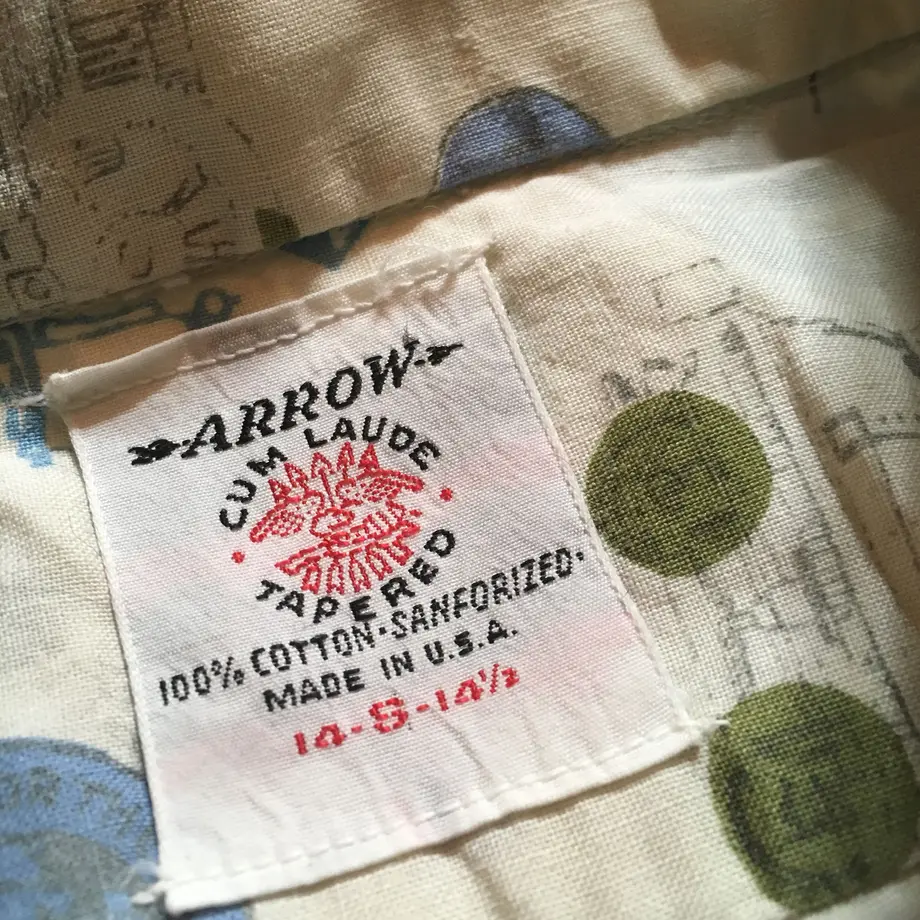 ARROW
CUM LAUDE
TAPERED
100% COTTON·SANFORIZED·
MADE IN U.S.A.
14-S-14½